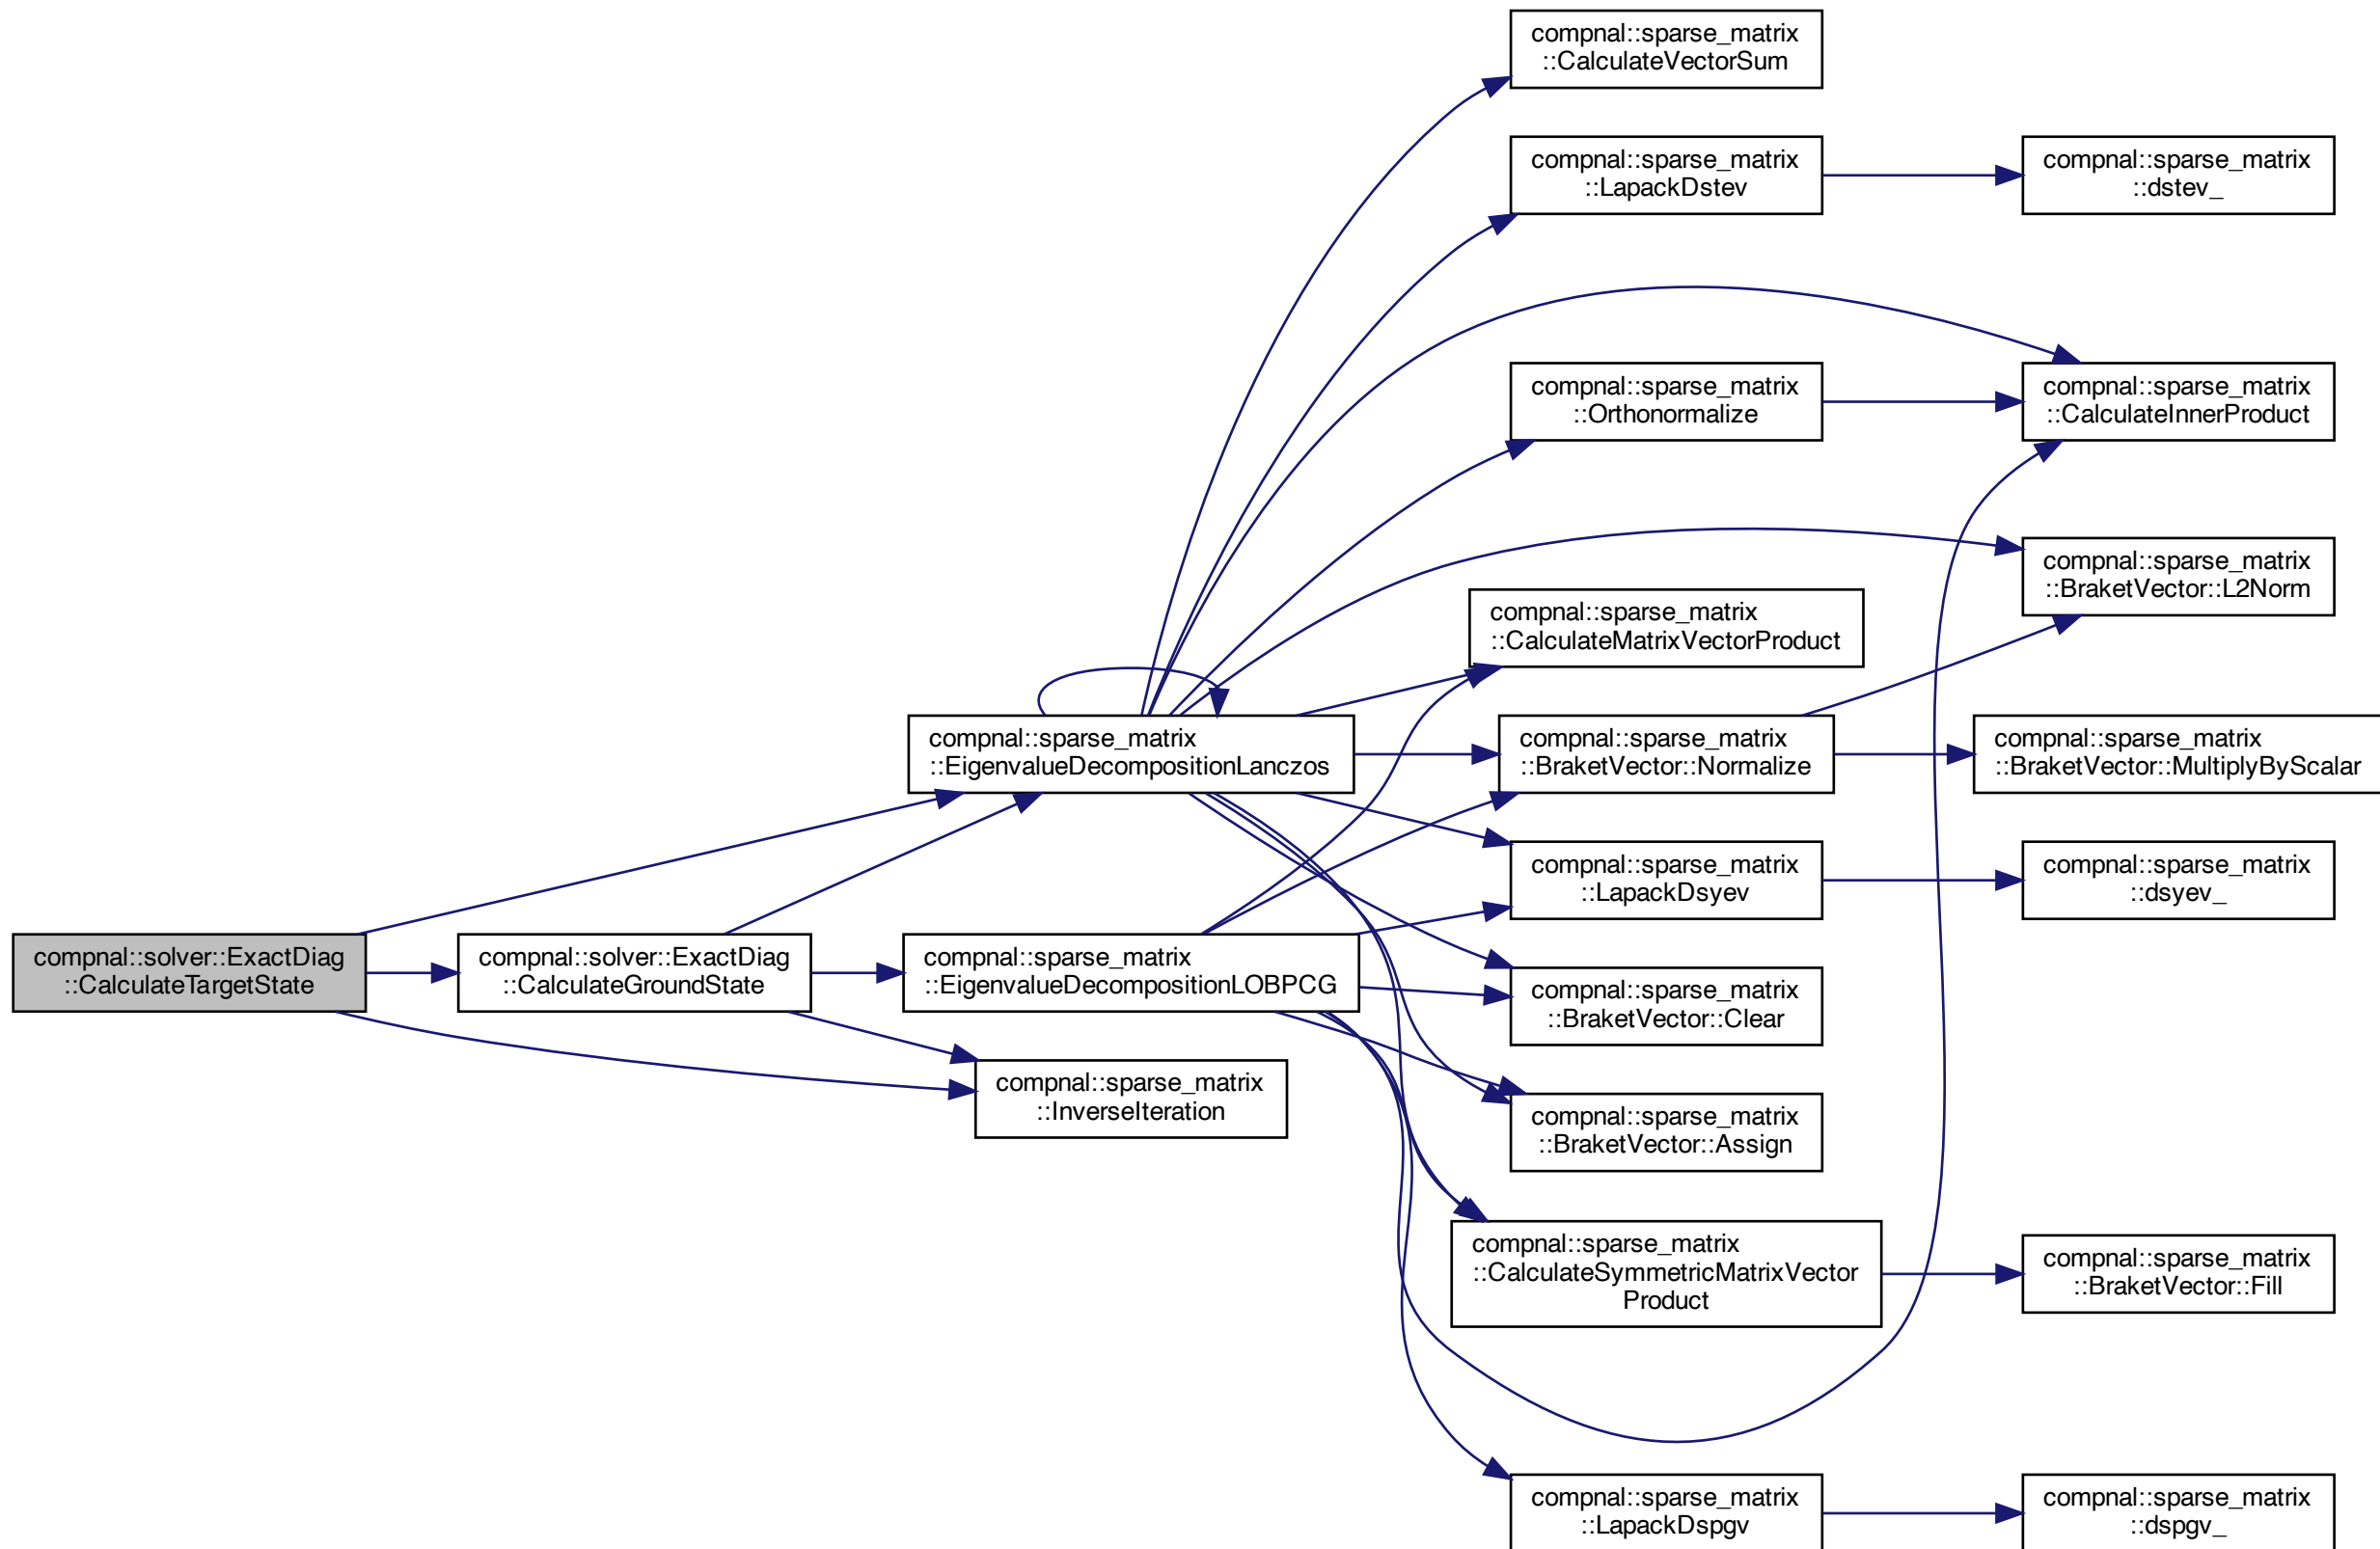 compnal::sparse_matrix
::CalculateVectorSum
compnal::sparse_matrix
::LapackDstev
compnal::sparse_matrix
::dstev_
compnal::sparse_matrix
::Orthonormalize
compnal::sparse_matrix
::CalculateInnerProduct
compnal::sparse_matrix
::BraketVector::L2Norm
compnal::sparse_matrix
::CalculateMatrixVectorProduct
compnal::sparse_matrix
::EigenvalueDecompositionLanczos
compnal::sparse_matrix
::BraketVector::Normalize
compnal::sparse_matrix
::BraketVector::MultiplyByScalar
compnal::sparse_matrix
::LapackDsyev
compnal::sparse_matrix
::dsyev_
compnal::solver::ExactDiag
::CalculateTargetState
compnal::solver::ExactDiag
::CalculateGroundState
compnal::sparse_matrix
::EigenvalueDecompositionLOBPCG
compnal::sparse_matrix
::BraketVector::Clear
compnal::sparse_matrix
::InverseIteration
compnal::sparse_matrix
::BraketVector::Assign
compnal::sparse_matrix
::CalculateSymmetricMatrixVector
Product
compnal::sparse_matrix
::BraketVector::Fill
compnal::sparse_matrix
::LapackDspgv
compnal::sparse_matrix
::dspgv_